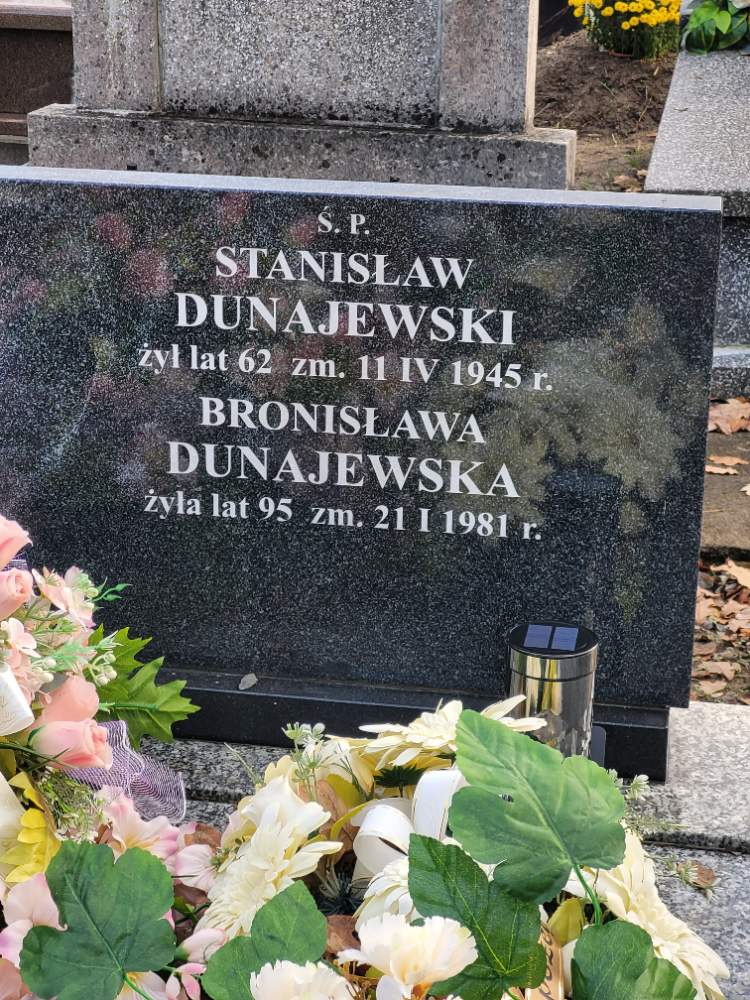 Ś. P.
STANISŁAW
DUNAJEWSKI
żył lat 62 zm. 11 IV 1945 r.
BRONISŁAWA
DUNAJEWSKA
żyła lat 95 zm. 21 I 1981 r.